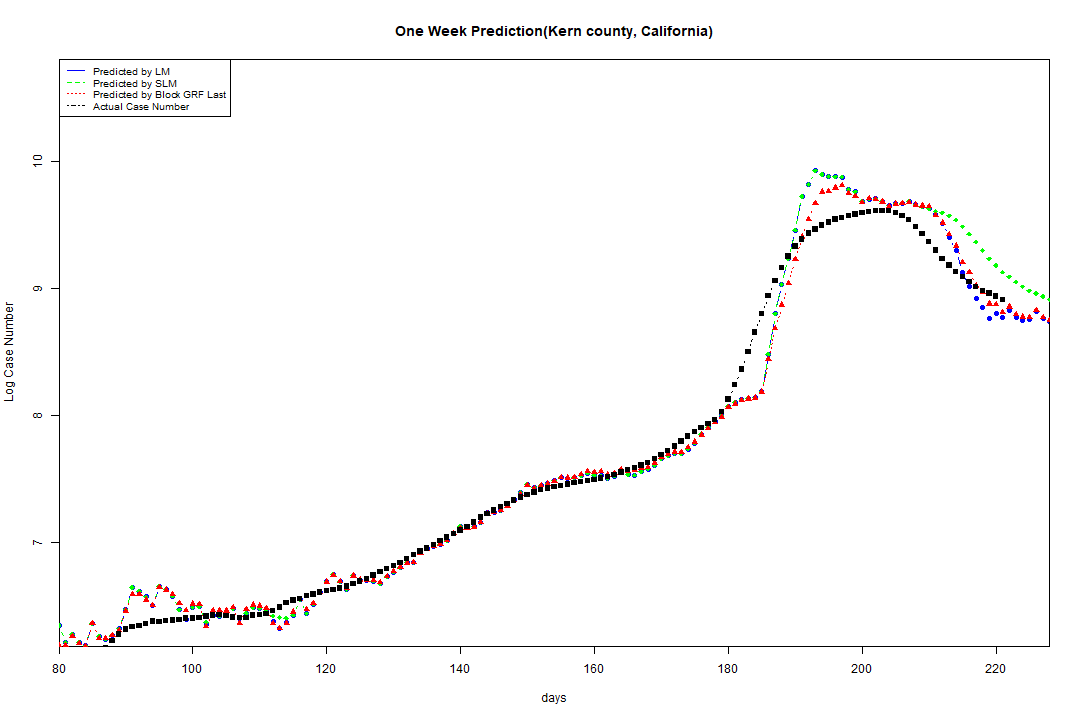 One Week Prediction(Kern county, California)
Predicted by LM
Predicted by SLM
Predicted by Block GRF Last
Actual Case Number
10
9
8
7
Log Case Number
80 100 120 140 160 180 200 220
days